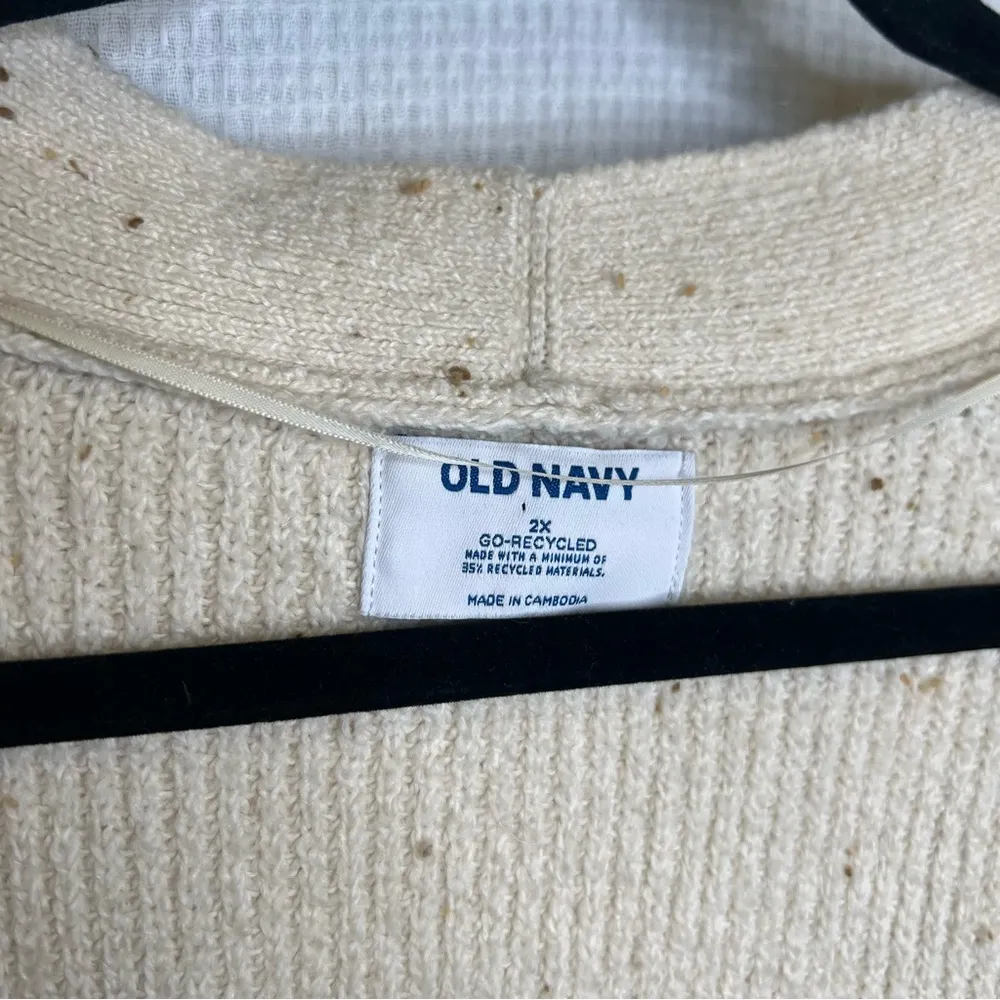 OLD NAVY
2X
GO-RECYCLED
MADE WITH A MINIMUM OF
35% RECYCLED MATERIALS.
MADE IN CAMBODIA